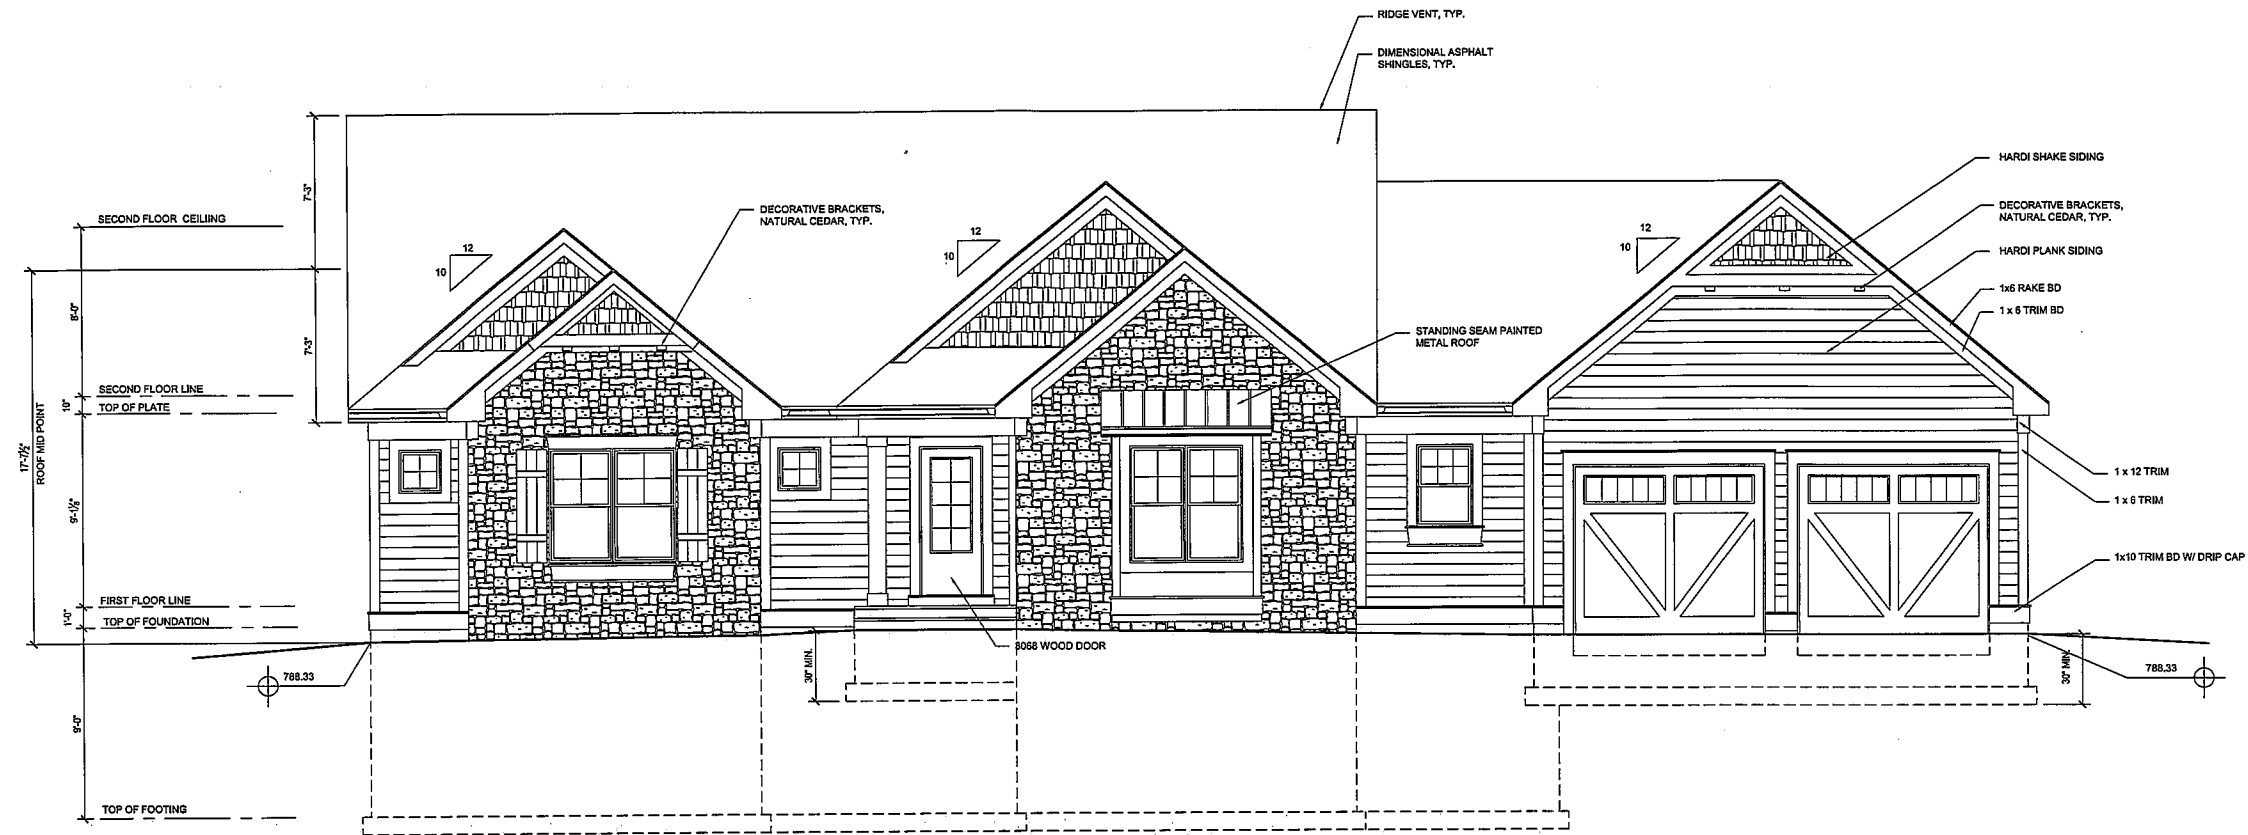 RIDGE VENT, TYP.
DIMENSIONAL ASPHALT
SHINGLES, TYP.
HARDI SHAKE SIDING
DECORATIVE BRACKETS,
NATURAL CEDAR, TYP.
HARDI PLANK SIDING
1x6 RAKE BD
1 x 6 TRIM BD
STANDING SEAM PAINTED
METAL ROOF
DECORATIVE BRACKETS,
NATURAL CEDAR, TYP.
12
10
12
10
12
10
7'-3"
7'-3"
SECOND FLOOR CEILIING
8'-0"
SECOND FLOOR LINE
10"
TOP OF PLATE
17'-7½"
ROOF MID POINT
9'-1⅛"
FIRST FLOOR LINE
1'-0"
TOP OF FOUNDATION
788.33
9'-0"
TOP OF FOOTING
30" MIN.
3068 WOOD DOOR
1 x 12 TRIM
1 x 6 TRIM
1x10 TRIM BD W/ DRIP CAP
30" MIN.
788.33